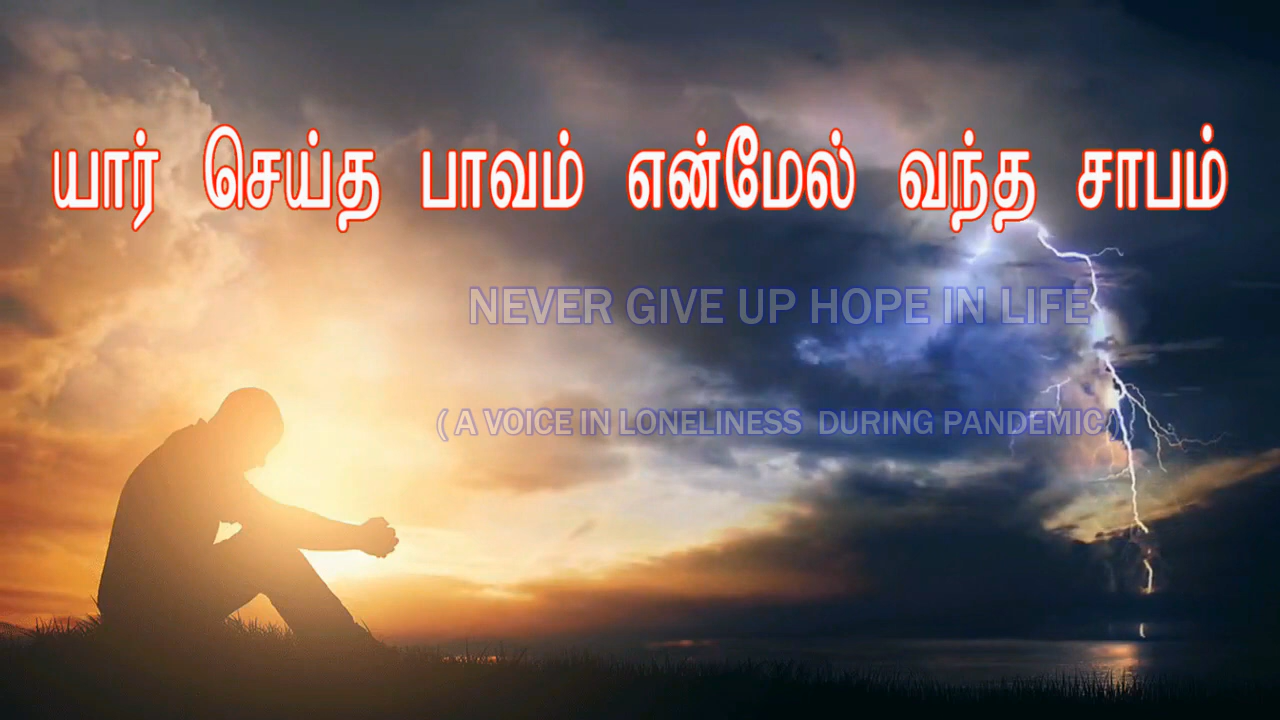 யார் செய்த பாவம் என்மேல் வந்த சாபம்
NEVER GIVE UP HOPE IN LIFE
( A VOICE IN LONELINESS DURING PANDEMIC)